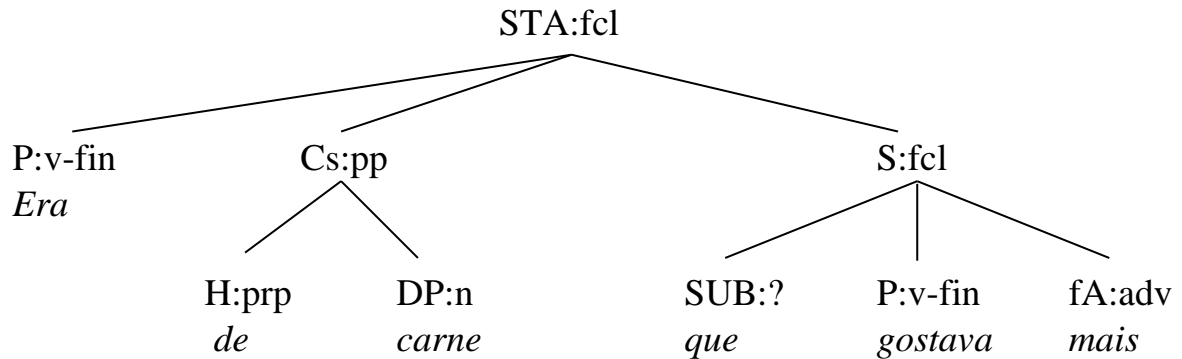 STA:fcl
P:v-fin Cs:pp S:fcl
Era
H:prp DP:n SUB:? P:v-fin fA:adv
de carne que gostava mais